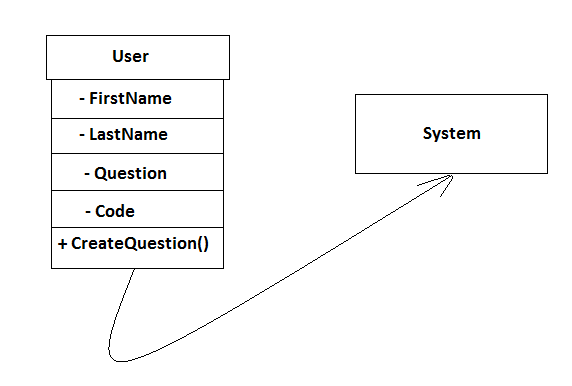 User
- FirstName
- LastName
- Question
- Code
+ CreateQuestion()
System